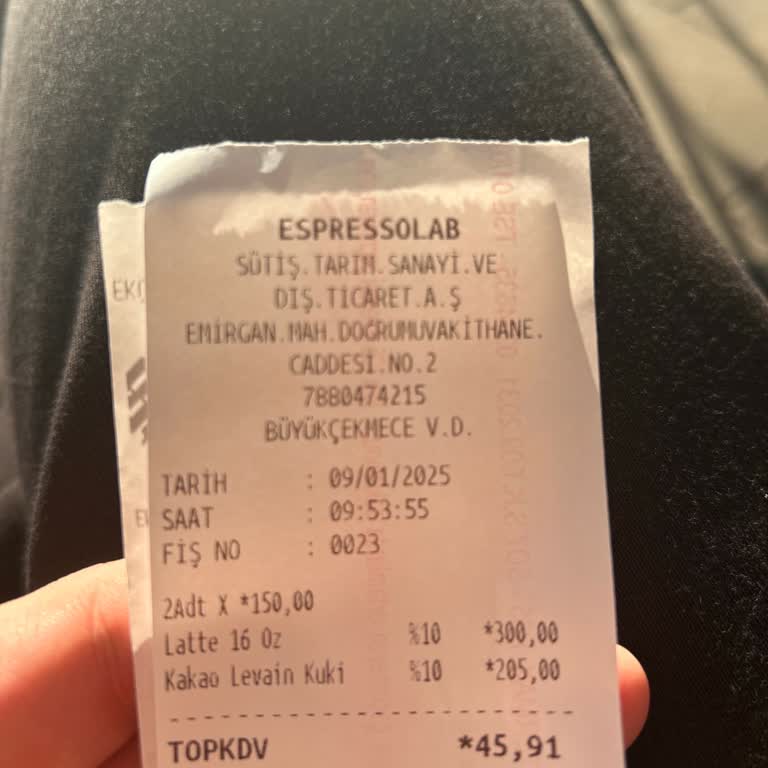 ESPRESSOLAB
SÜTİŞ.TARIM.SANAYİ.VE
DIŞ.TİCARET.A.Ş
EMİRGAN.MAH.DOĞRUMUVAKİTHANE.
CADDESİ.NO.2
7880474215
BÜYÜKÇEKMECE V.D.
TARİH : 09/01/2025
SAAT : 09:53:55
FİŞ NO : 0023
2Adt X *150,00
Latte 16 Oz %10 *300,00
Kakao Levain Kuki %10 *205,00
TOPKDV *45,91